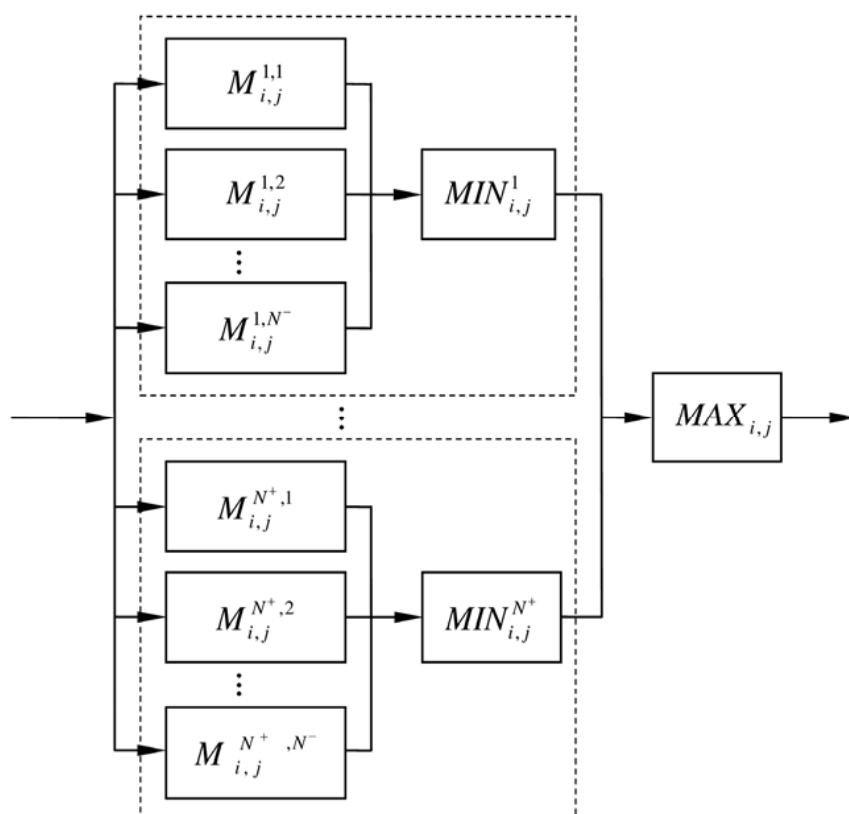 M_{i,j}^{1,1}
M_{i,j}^{1,2}
MIN_{i,j}^{1}
⋮
M_{i,j}^{1,N^-}
⋮
MAX_{i,j}
M_{i,j}^{N^+,1}
M_{i,j}^{N^+,2}
MIN_{i,j}^{N^+}
⋮
M_{i,j}^{N^+,N^-}